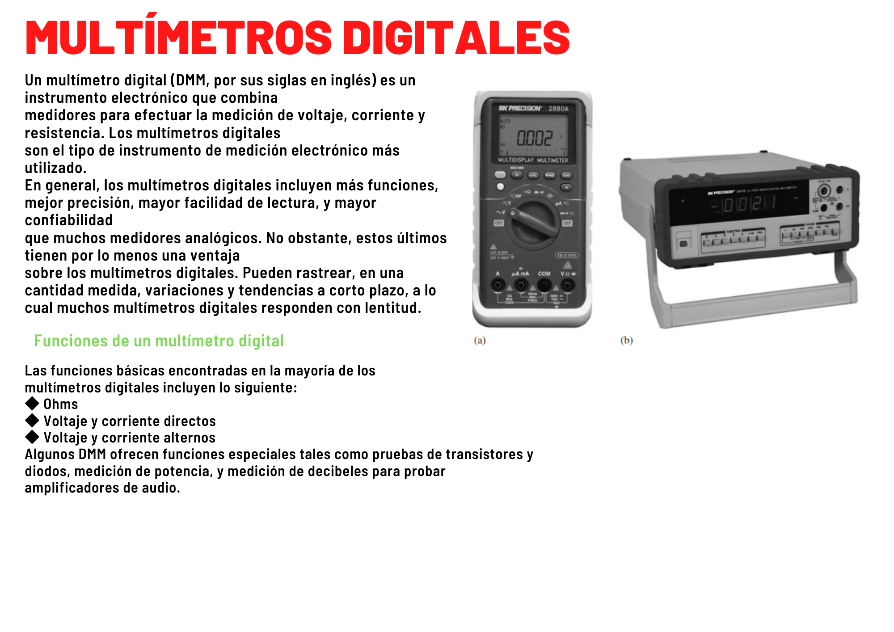 MULTÍMETROS DIGITALES
Un multímetro digital (DMM, por sus siglas en inglés) es un
instrumento electrónico que combina
medidores para efectuar la medición de voltaje, corriente y
resistencia. Los multímetros digitales
son el tipo de instrumento de medición electrónico más
utilizado.
En general, los multímetros digitales incluyen más funciones,
mejor precisión, mayor facilidad de lectura, y mayor
confiabilidad
que muchos medidores analógicos. No obstante, estos últimos
tienen por lo menos una ventaja
sobre los multímetros digitales. Pueden rastrear, en una
cantidad medida, variaciones y tendencias a corto plazo, a lo
cual muchos multímetros digitales responden con lentitud.
BK PRECISION 2880A
0.002
MULTIDISPLAY MULTIMETER
A µA mA COM
BK PRECISION
(a)
(b)
Funciones de un multímetro digital
Las funciones básicas encontradas en la mayoría de los
multímetros digitales incluyen lo siguiente:
◆ Ohms
◆ Voltaje y corriente directos
◆ Voltaje y corriente alternos
Algunos DMM ofrecen funciones especiales tales como pruebas de transistores y
diodos, medición de potencia, y medición de decibeles para probar
amplificadores de audio.